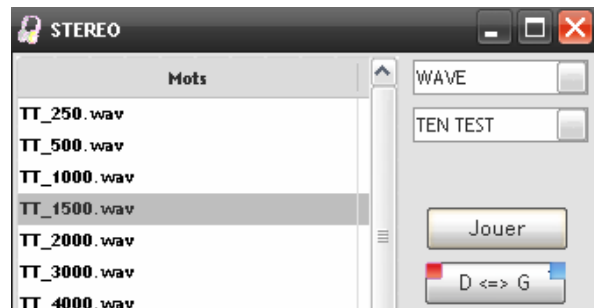 STEREO
Mots
TT_250.wav
TT_500.wav
TT_1000.wav
TT_1500.wav
TT_2000.wav
TT_3000.wav
TT_4000.wav
WAVE
TEN TEST
Jouer
D <=> G